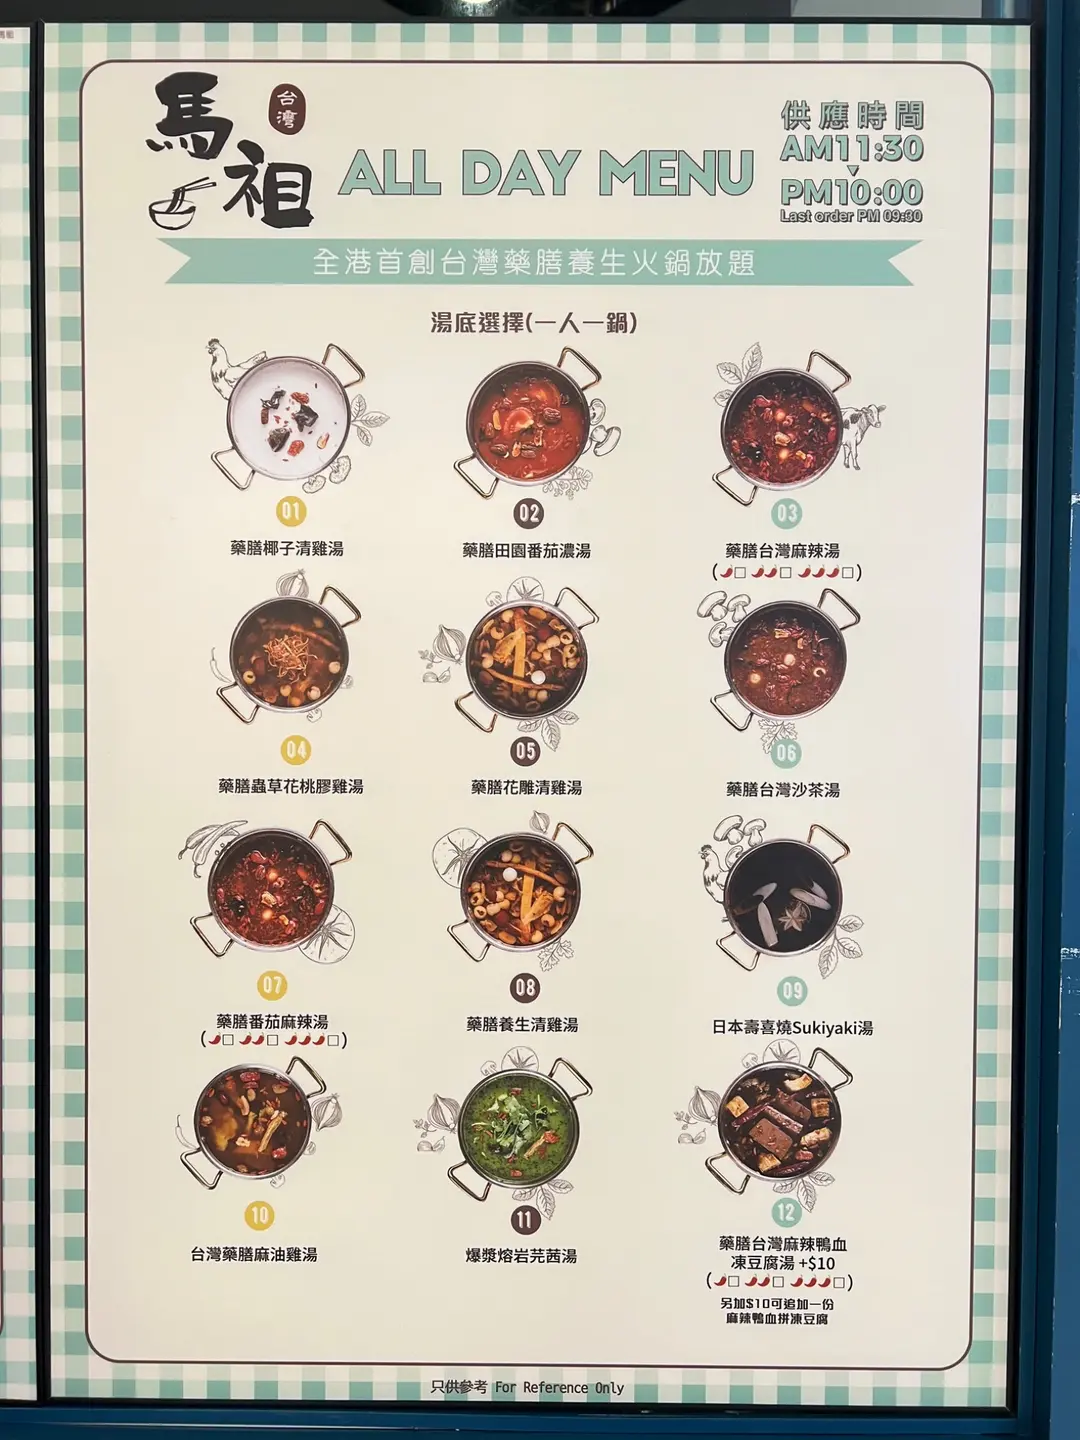 馬祖
台灣
ALL DAY MENU
供應時間
AM11:30
PM10:00
Last order PM 09:30
全港首創台灣藥膳養生火鍋放題
湯底選擇(一人一鍋)
01
藥膳椰子清雞湯
02
藥膳田園番茄濃湯
03
藥膳台灣麻辣湯
04
藥膳蟲草花桃膠雞湯
05
藥膳花雕清雞湯
06
藥膳台灣沙茶湯
07
藥膳番茄麻辣湯
08
藥膳養生清雞湯
09
日本壽喜燒Sukiyaki湯
10
台灣藥膳麻油雞湯
11
爆漿熔岩芫茜湯
12
藥膳台灣麻辣鴨血
凍豆腐湯 +$10
另加$10可追加一份
麻辣鴨血拼凍豆腐
只供參考 For Reference Only